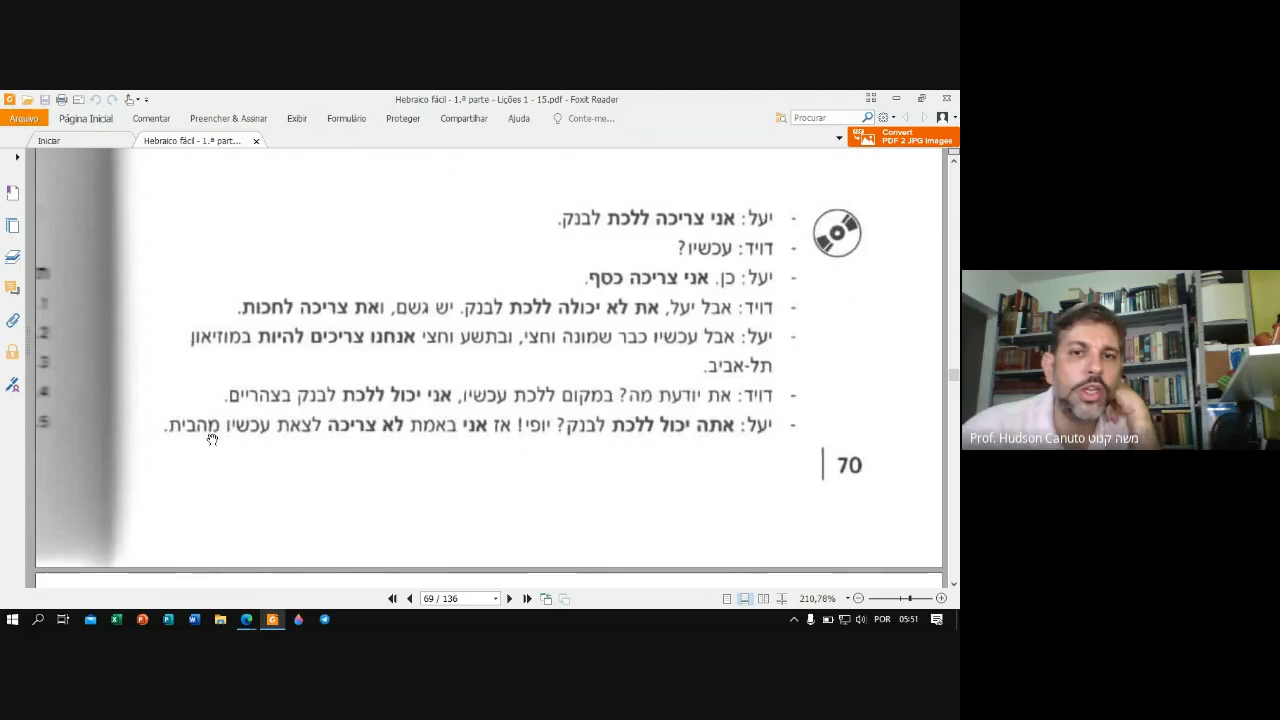 Hebraico fácil - 1.ª parte - Lições 1 - 15.pdf - Foxit Reader
Arquivo Página Inicial Comentar Preencher & Assinar Exibir Formulário Proteger Compartilhar Ajuda Conte-me... Procurar
Iniciar Hebraico fácil - 1.ª part... Convert PDF 2 JPG Images
- יעל: אני צריכה ללכת לבנק.
- דויד: עכשיו?
- יעל: כן. אני צריכה כסף.
- דויד: אבל יעל, את לא יכולה ללכת לבנק. יש גשם, ואת צריכה לחכות.
- יעל: אבל עכשיו כבר שמונה וחצי, ובתשע וחצי אנחנו צריכים להיות במוזיאון
תל-אביב.
- דויד: את יודעת מה? במקום ללכת עכשיו, אני יכול ללכת לבנק בצהריים.
- יעל: אתה יכול ללכת לבנק? יופי! אז אני באמת לא צריכה לצאת עכשיו מהבית.
70
Prof. Hudson Canuto משה קנוט
69 / 136 210,78%
POR 05:51